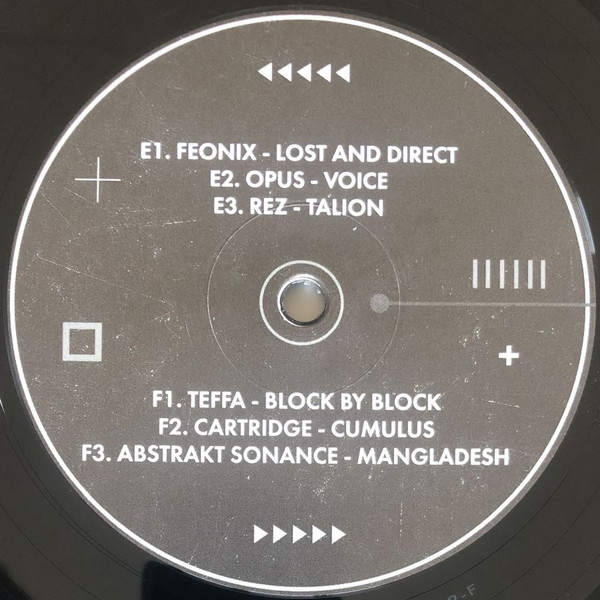 E1. FEONIX - LOST AND DIRECT
E2. OPUS - VOICE
E3. REZ - TALION
F1. TEFFA - BLOCK BY BLOCK
F2. CARTRIDGE - CUMULUS
F3. ABSTRAKT SONANCE - MANGLADESH